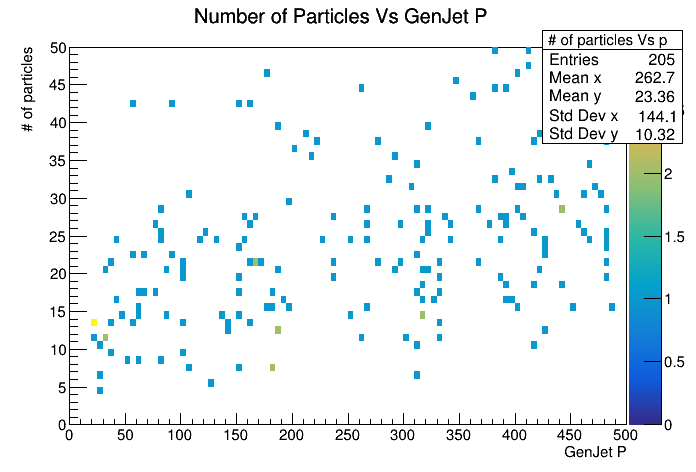 Number of Particles Vs GenJet P
# of particles Vs p
Entries 205
Mean x 262.7
Mean y 23.36
Std Dev x 144.1
Std Dev y 10.32
# of particles
50
45
40
35
30
25
20
15
10
5
0
2
1.5
1
0.5
0
0 50 100 150 200 250 300 350 400 450 500
GenJet P